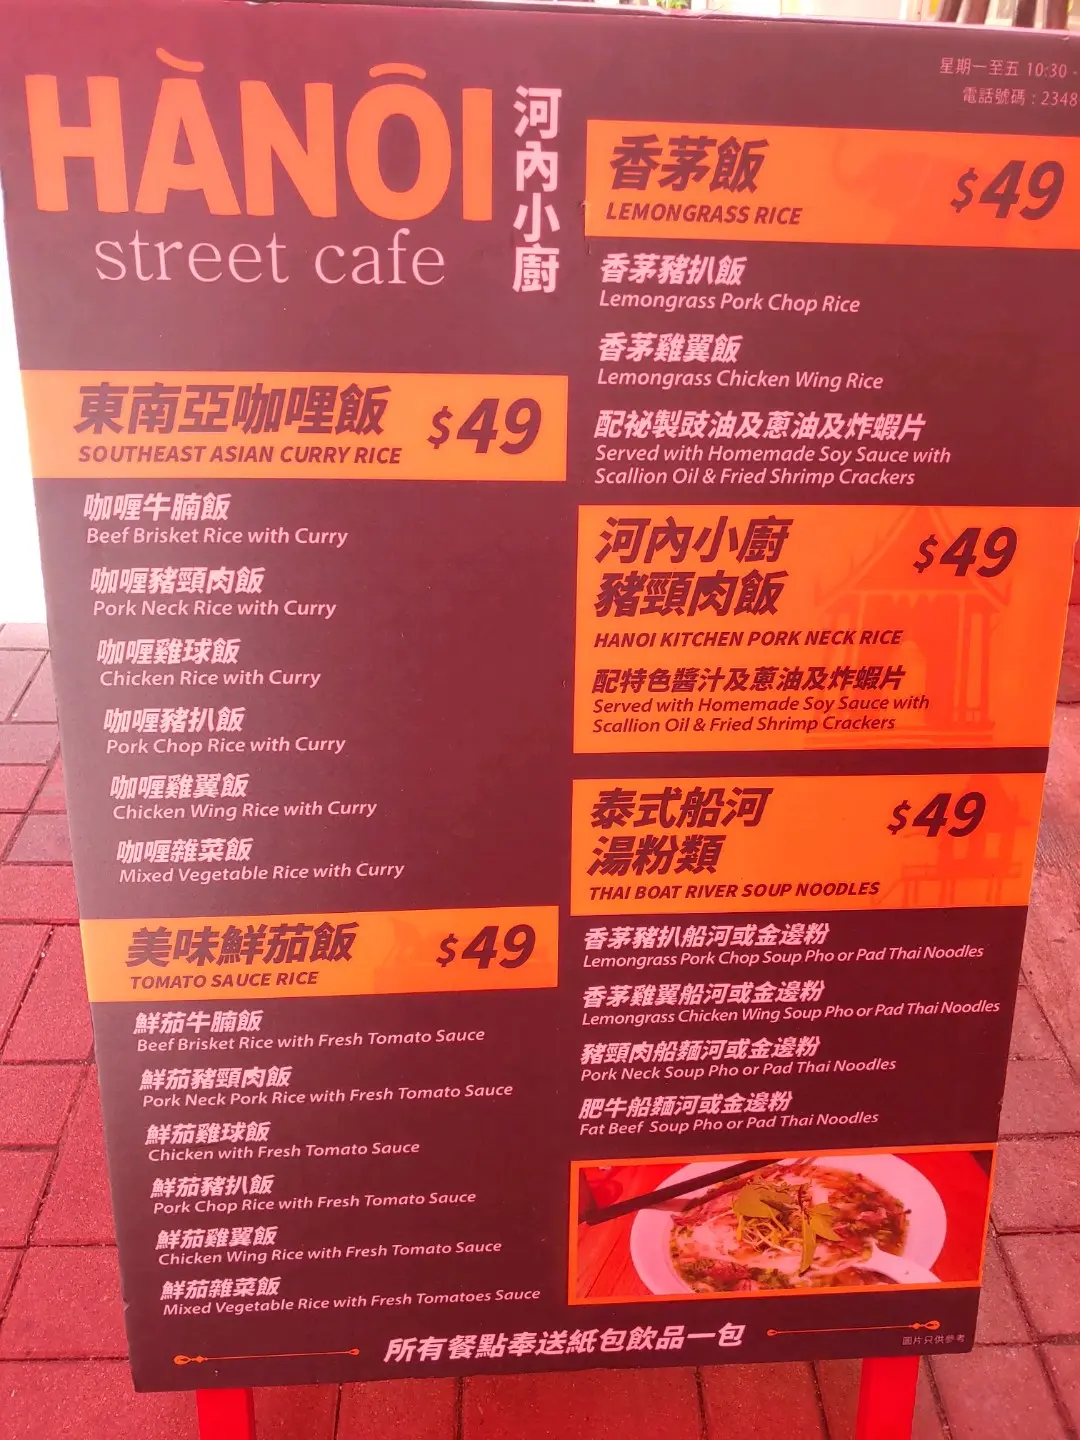 HÀNŌI
street cafe
河內小廚
星期一至五 10:30 -
電話號碼：2348
東南亞咖哩飯 $49
SOUTHEAST ASIAN CURRY RICE
咖喱牛腩飯
Beef Brisket Rice with Curry
咖喱豬頸肉飯
Pork Neck Rice with Curry
咖喱雞球飯
Chicken Rice with Curry
咖喱豬扒飯
Pork Chop Rice with Curry
咖喱雞翼飯
Chicken Wing Rice with Curry
咖喱雜菜飯
Mixed Vegetable Rice with Curry
美味鮮茄飯 $49
TOMATO SAUCE RICE
鮮茄牛腩飯
Beef Brisket Rice with Fresh Tomato Sauce
鮮茄豬頸肉飯
Pork Neck Pork Rice with Fresh Tomato Sauce
鮮茄雞球飯
Chicken with Fresh Tomato Sauce
鮮茄豬扒飯
Pork Chop Rice with Fresh Tomato Sauce
鮮茄雞翼飯
Chicken Wing Rice with Fresh Tomato Sauce
鮮茄雜菜飯
Mixed Vegetable Rice with Fresh Tomatoes Sauce
香茅飯 $49
LEMONGRASS RICE
香茅豬扒飯
Lemongrass Pork Chop Rice
香茅雞翼飯
Lemongrass Chicken Wing Rice
配祕製豉油及蔥油及炸蝦片
Served with Homemade Soy Sauce with
Scallion Oil & Fried Shrimp Crackers
河內小廚 $49
豬頸肉飯
HANOI KITCHEN PORK NECK RICE
配特色醬汁及蔥油及炸蝦片
Served with Homemade Soy Sauce with
Scallion Oil & Fried Shrimp Crackers
泰式船河 $49
湯粉類
THAI BOAT RIVER SOUP NOODLES
香茅豬扒船河或金邊粉
Lemongrass Pork Chop Soup Pho or Pad Thai Noodles
香茅雞翼船河或金邊粉
Lemongrass Chicken Wing Soup Pho or Pad Thai Noodles
豬頸肉船麵河或金邊粉
Pork Neck Soup Pho or Pad Thai Noodles
肥牛船麵河或金邊粉
Fat Beef Soup Pho or Pad Thai Noodles
圖片只供參考
所有餐點奉送紙包飲品一包